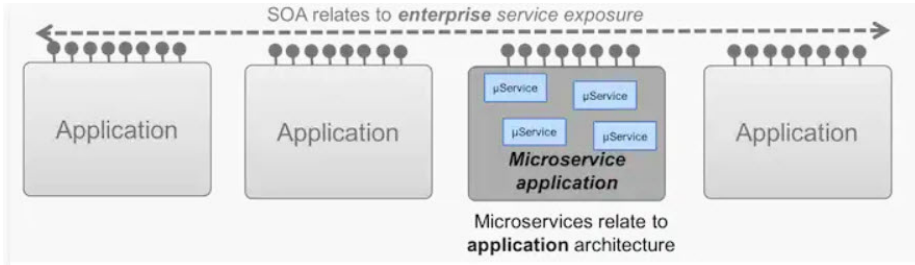 SOA relates to enterprise service exposure
Application
Application
µService
µService
µService
µService
Microservice
application
Application
Microservices relate to
application architecture